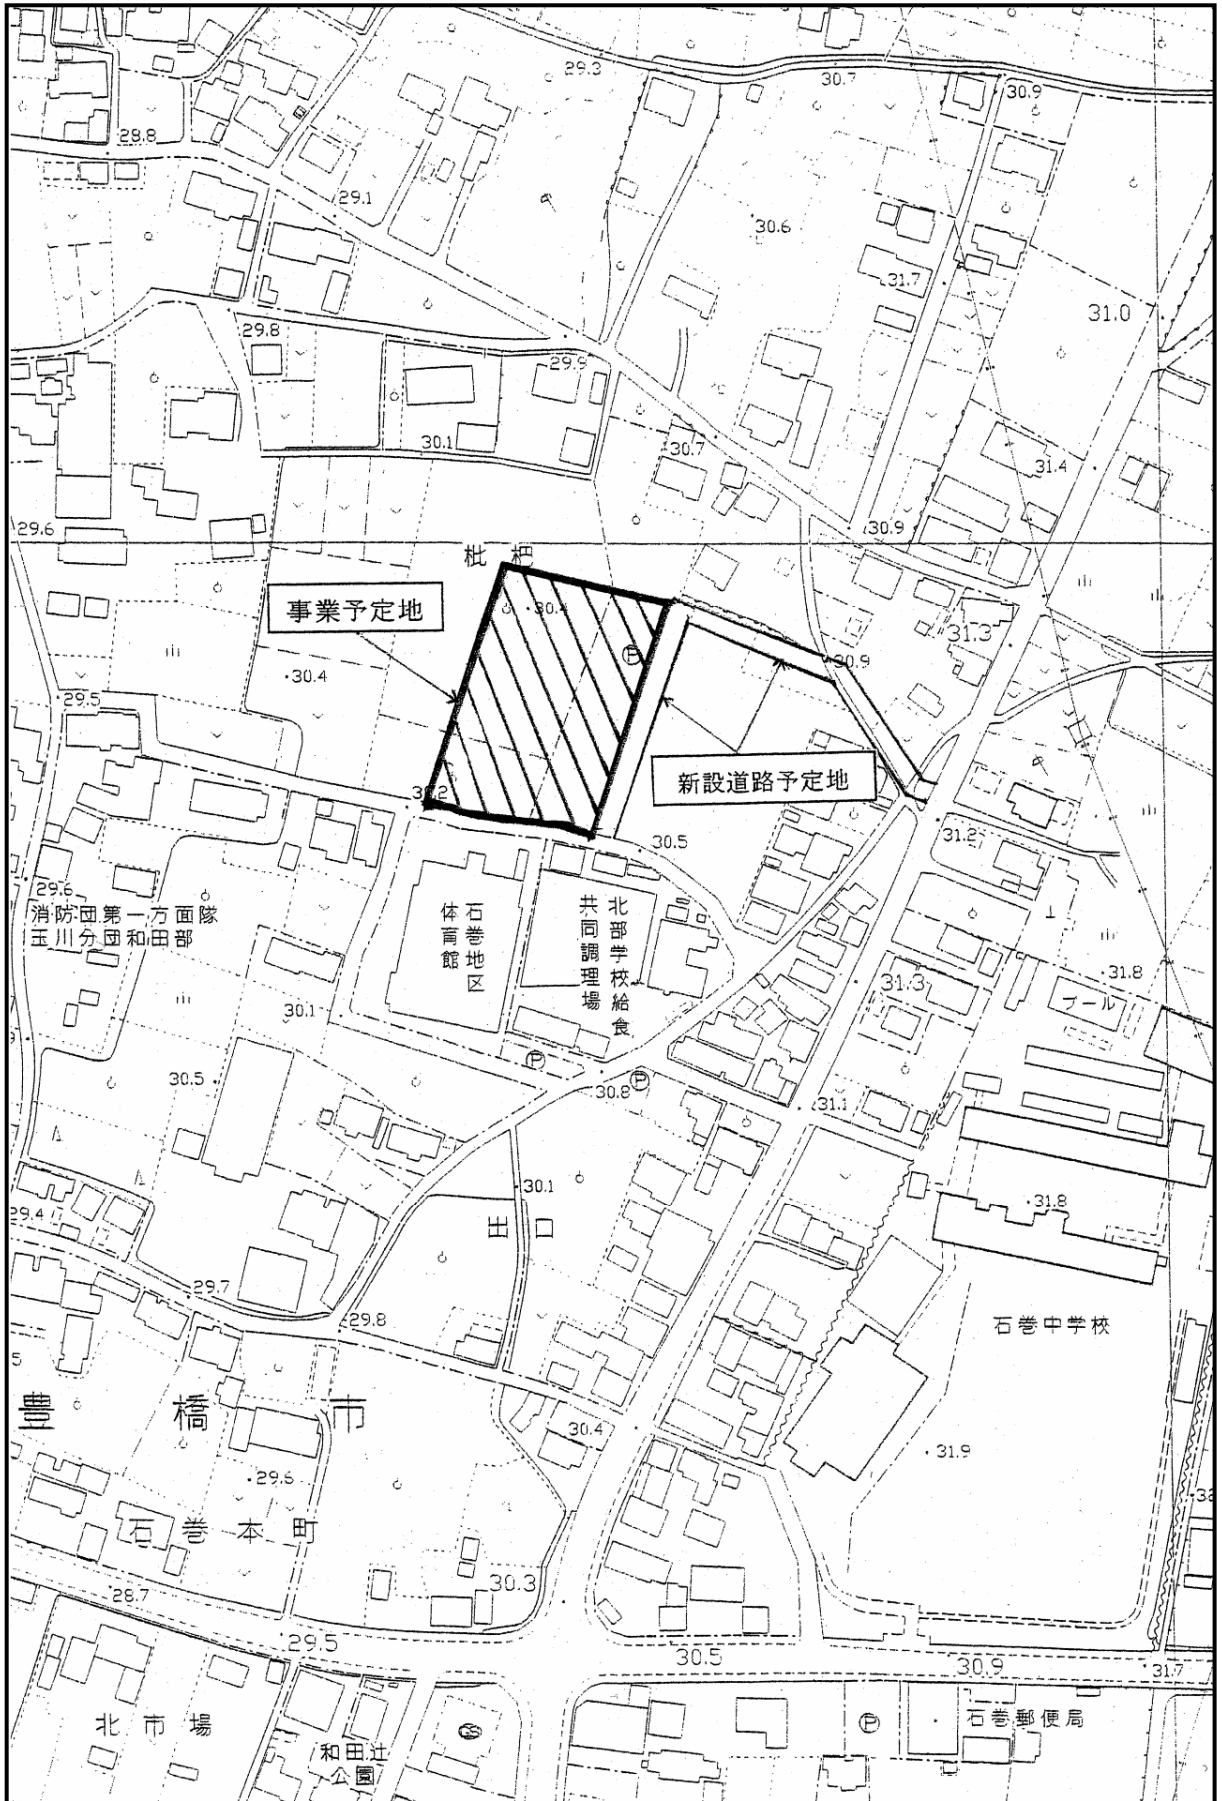 29.3
30.7
30.9
28.8
29.1
30.6
31.7
31.0
29.8
29.9
30.1
30.7
31.4
29.6
30.9
枇杷
事業予定地
30.4
31.3
30.9
30.4
29.5
新設道路予定地
30.2
30.5
31.2
29.6
消防団第一方面隊
玉川分団和田部
石巻地区
体育館
北部学校給食
共同調理場
31.8
31.3
プール
30.1
30.5
30.8
31.1
30.1
31.8
29.4
出口
29.7
29.8
石巻中学校
豊橋市
30.4
31.9
29.6
石巻本町
30.3
28.7
29.5
30.5
30.9
31.7
北市場
和田辻
公園
石巻郵便局